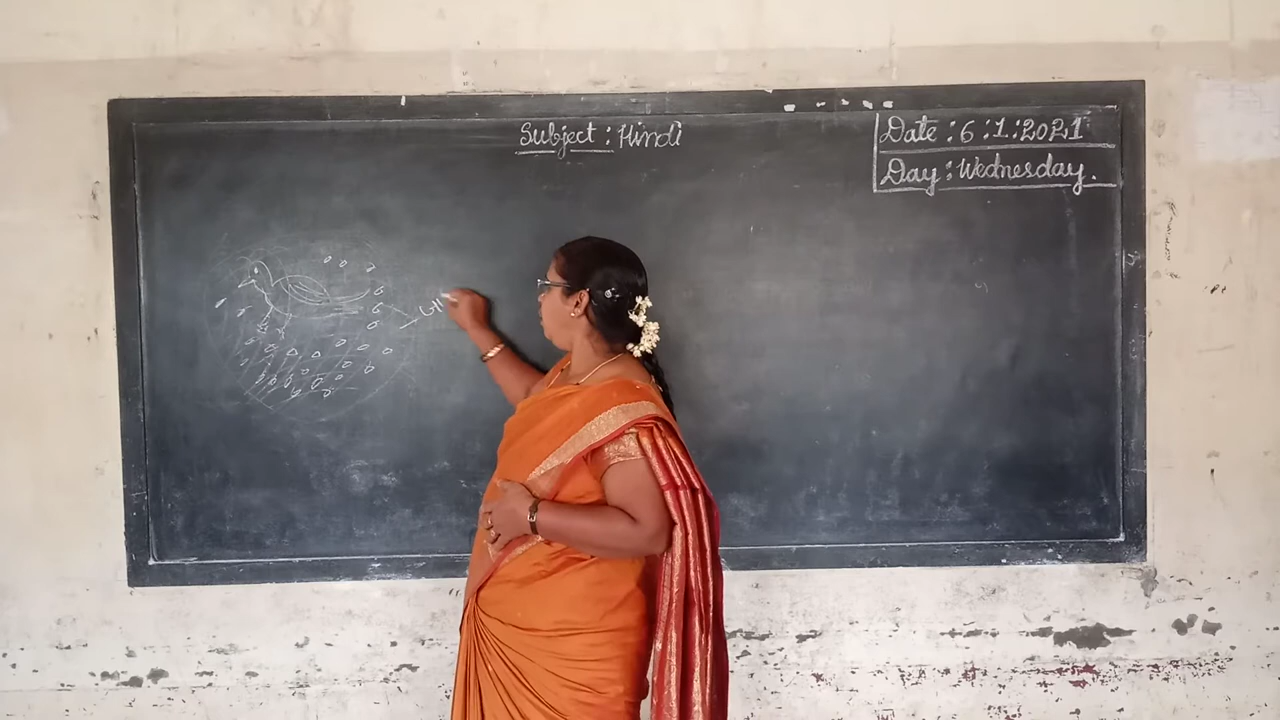 Subject : Hindi
Date : 6 : 1 : 2021
Day : Wednesday.